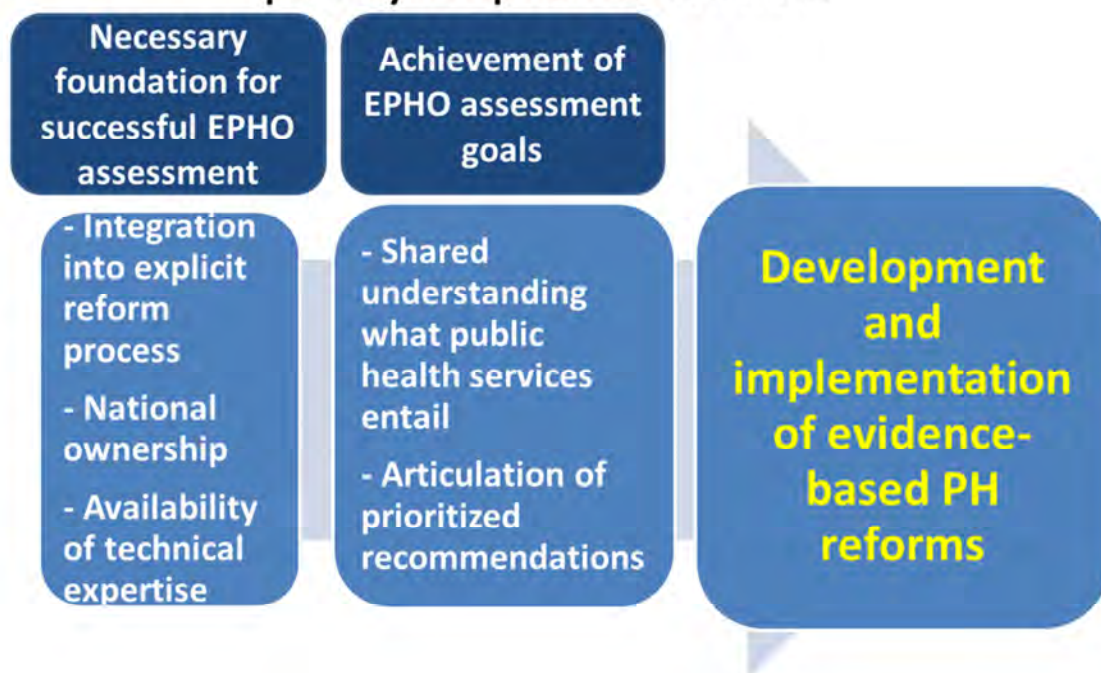 Necessary
foundation for
successful EPHO
assessment
- Integration
into explicit
reform
process
- National
ownership
- Availability
of technical
expertise
Achievement of
EPHO assessment
goals
- Shared
understanding
what public
health services
entail
- Articulation of
prioritized
recommendations
Development
and
implementation
of evidence-
based PH
reforms